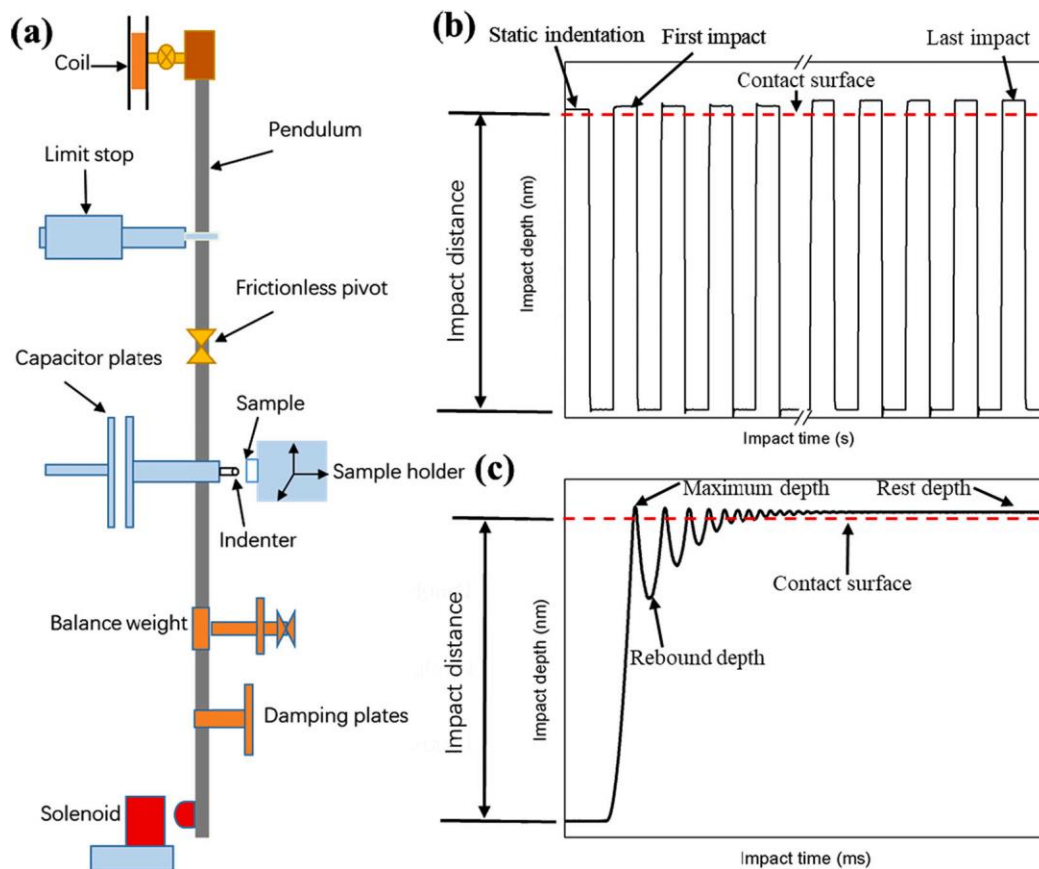 (a)
Coil
Pendulum
Limit stop
Frictionless pivot
Capacitor plates
Sample
Sample holder
Indenter
Balance weight
Damping plates
Solenoid
(b)
Static indentation
First impact
Last impact
Contact surface
Impact distance
Impact depth (nm)
Impact time (s)
(c)
Maximum depth
Rest depth
Contact surface
Rebound depth
Impact distance
Impact depth (nm)
Impact time (ms)